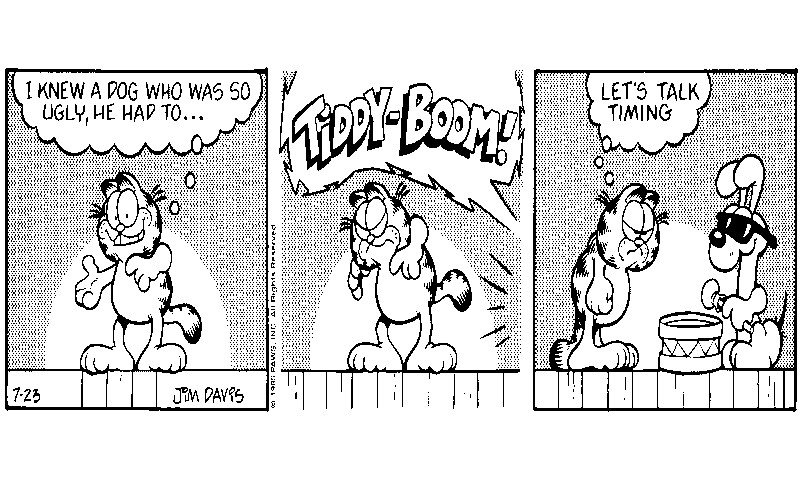 I KNEW A DOG WHO WAS SO
UGLY, HE HAD TO...
7-23
JIM DAVIS
TIDDY-BOOM!
LET'S TALK
TIMING